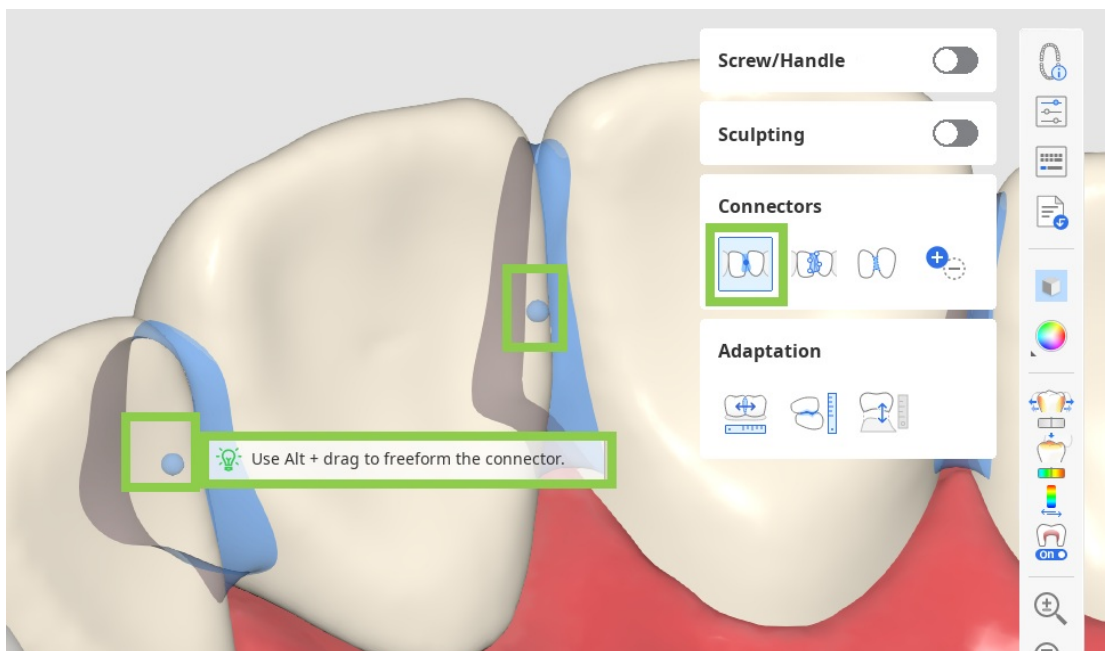 Screw/Handle
Sculpting
Connectors
Adaptation
Use Alt + drag to freeform the connector.
On